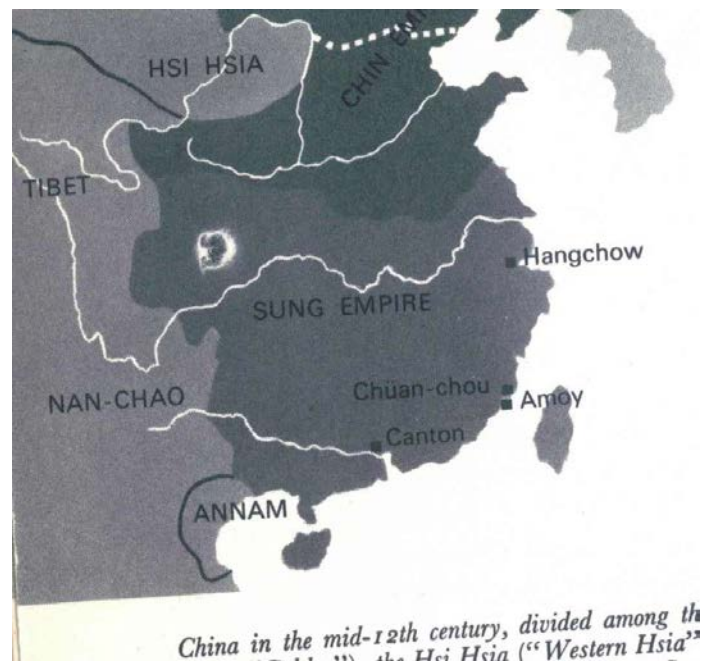 HSI HSIA
CHIN EM
TIBET
Hangchow
SUNG EMPIRE
NAN-CHAO
Chüan-chou
Amoy
Canton
ANNAM
China in the mid-12th century, divided among th
the Hsi Hsia ("Western Hsia"